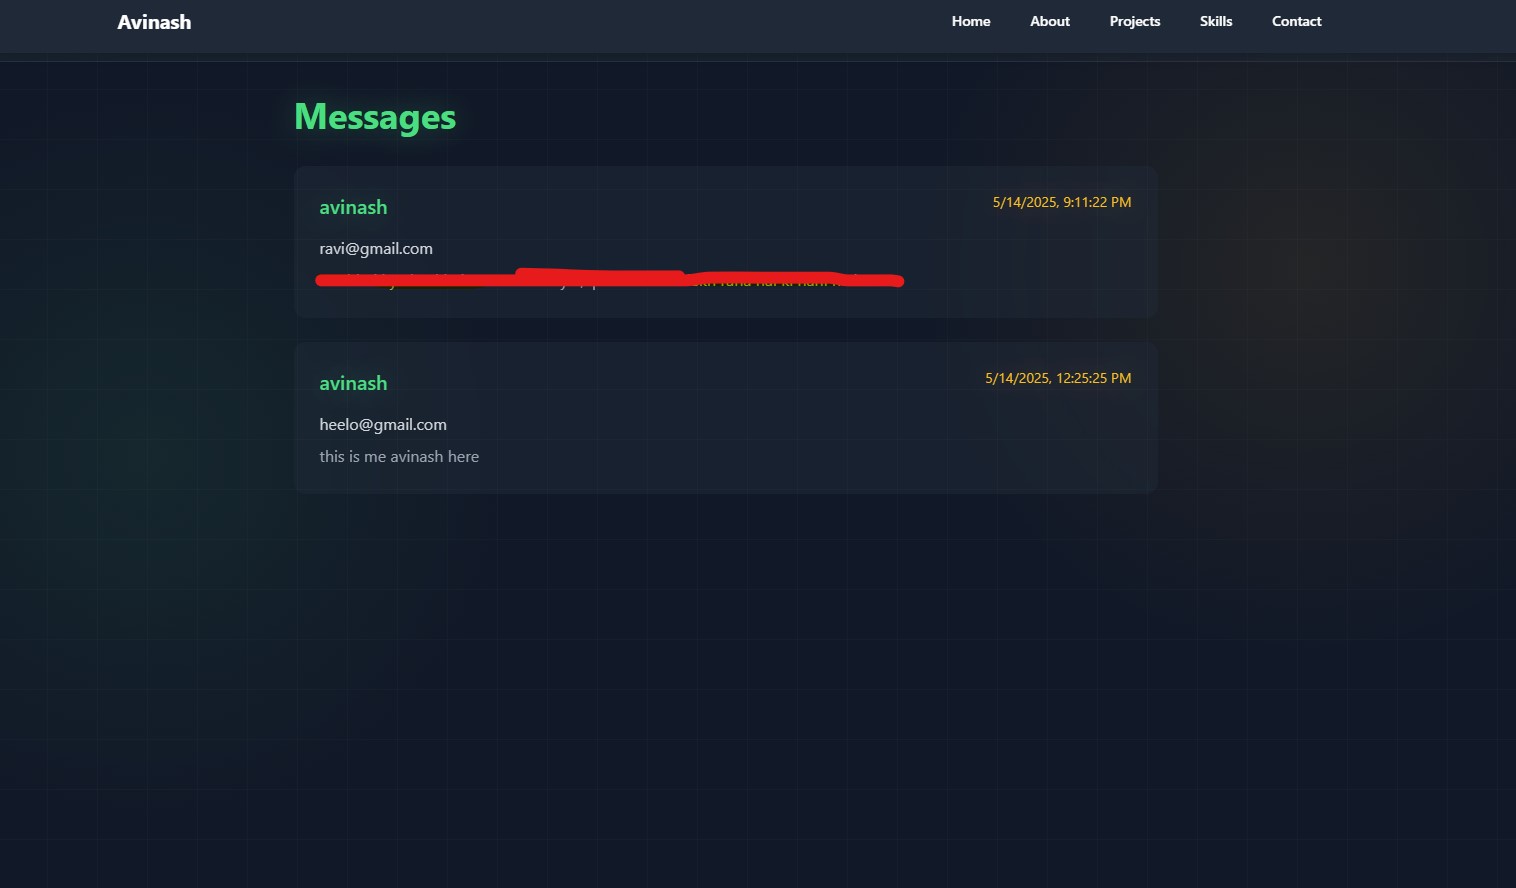 Avinash
Home About Projects Skills Contact
Messages
avinash
5/14/2025, 9:11:22 PM
ravi@gmail.com
avinash
5/14/2025, 12:25:25 PM
heelo@gmail.com
this is me avinash here